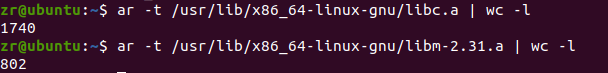 zr@ubuntu:~$ ar -t /usr/lib/x86_64-linux-gnu/libc.a | wc -l
1740
zr@ubuntu:~$ ar -t /usr/lib/x86_64-linux-gnu/libm-2.31.a | wc -l
802